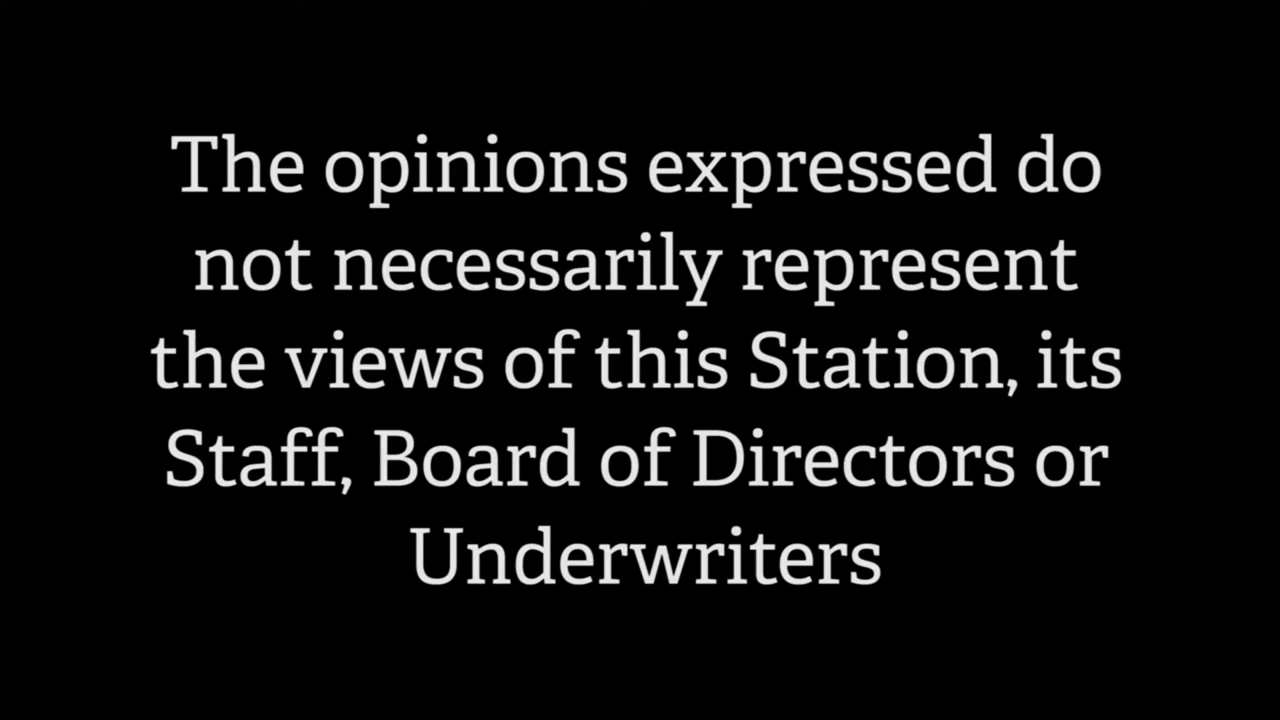 The opinions expressed do
not necessarily represent
the views of this Station, its
Staff, Board of Directors or
Underwriters